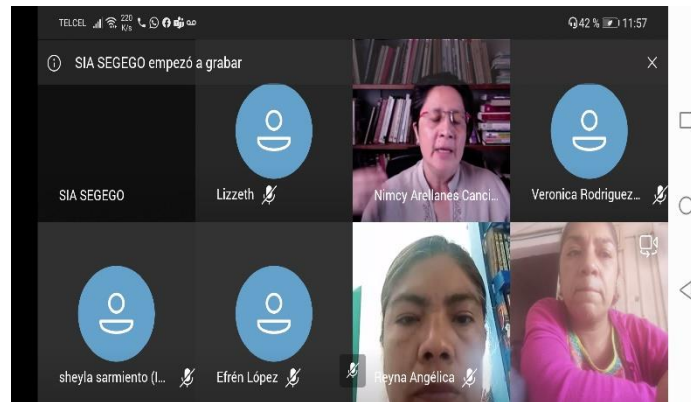 TELCEL 220 K/s 42 % 11:57
SIA SEGEGO empezó a grabar
SIA SEGEGO
Lizzeth
Nimcy Arellanes Canci...
Veronica Rodriguez...
sheyla sarmiento (I...
Efrén López
Reyna Angélica